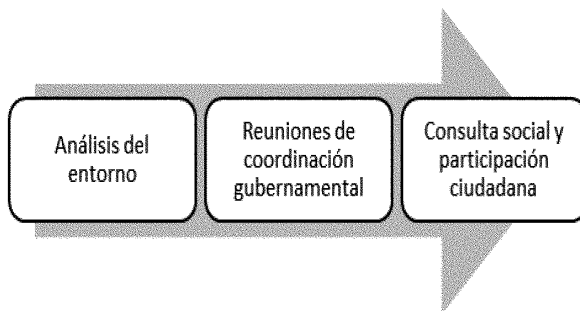 Análisis del
entorno
Reuniones de
coordinación
gubernamental
Consulta social y
participación
ciudadana